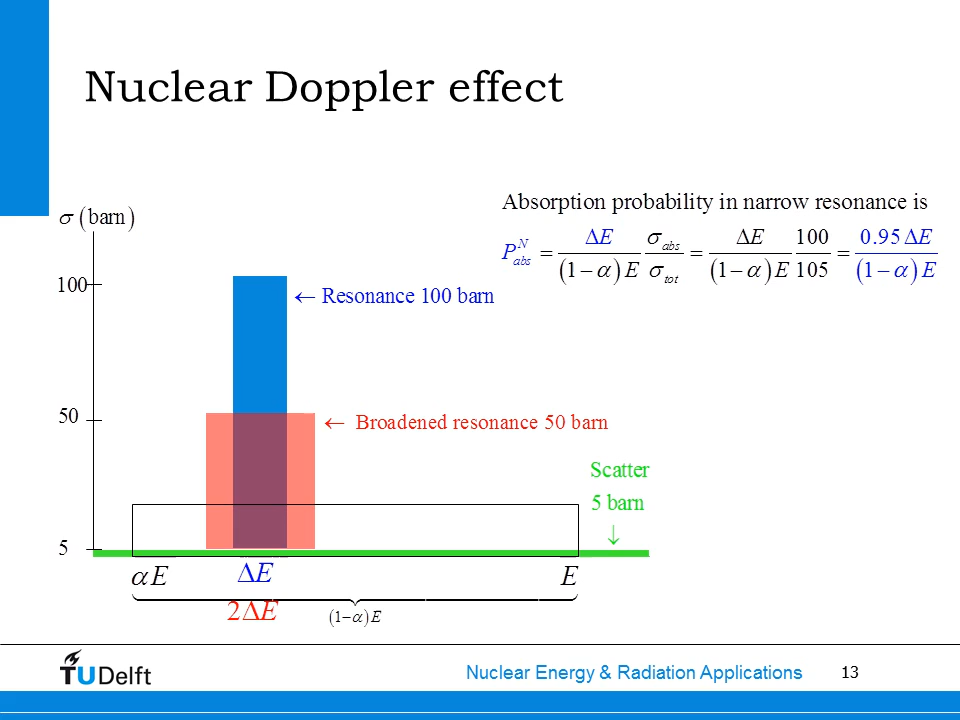 Nuclear Doppler effect
Absorption probability in narrow resonance is
P^N_abs = ΔE / ((1−α)E) σ_abs / σ_tot = ΔE / ((1−α)E) 100 / 105 = 0.95 ΔE / ((1−α)E)
σ (barn)
100
← Resonance 100 barn
50
← Broadened resonance 50 barn
Scatter
5 barn
↓
5
αE
ΔE
E
2ΔE
(1−α)E
TUDelft
Nuclear Energy & Radiation Applications
13